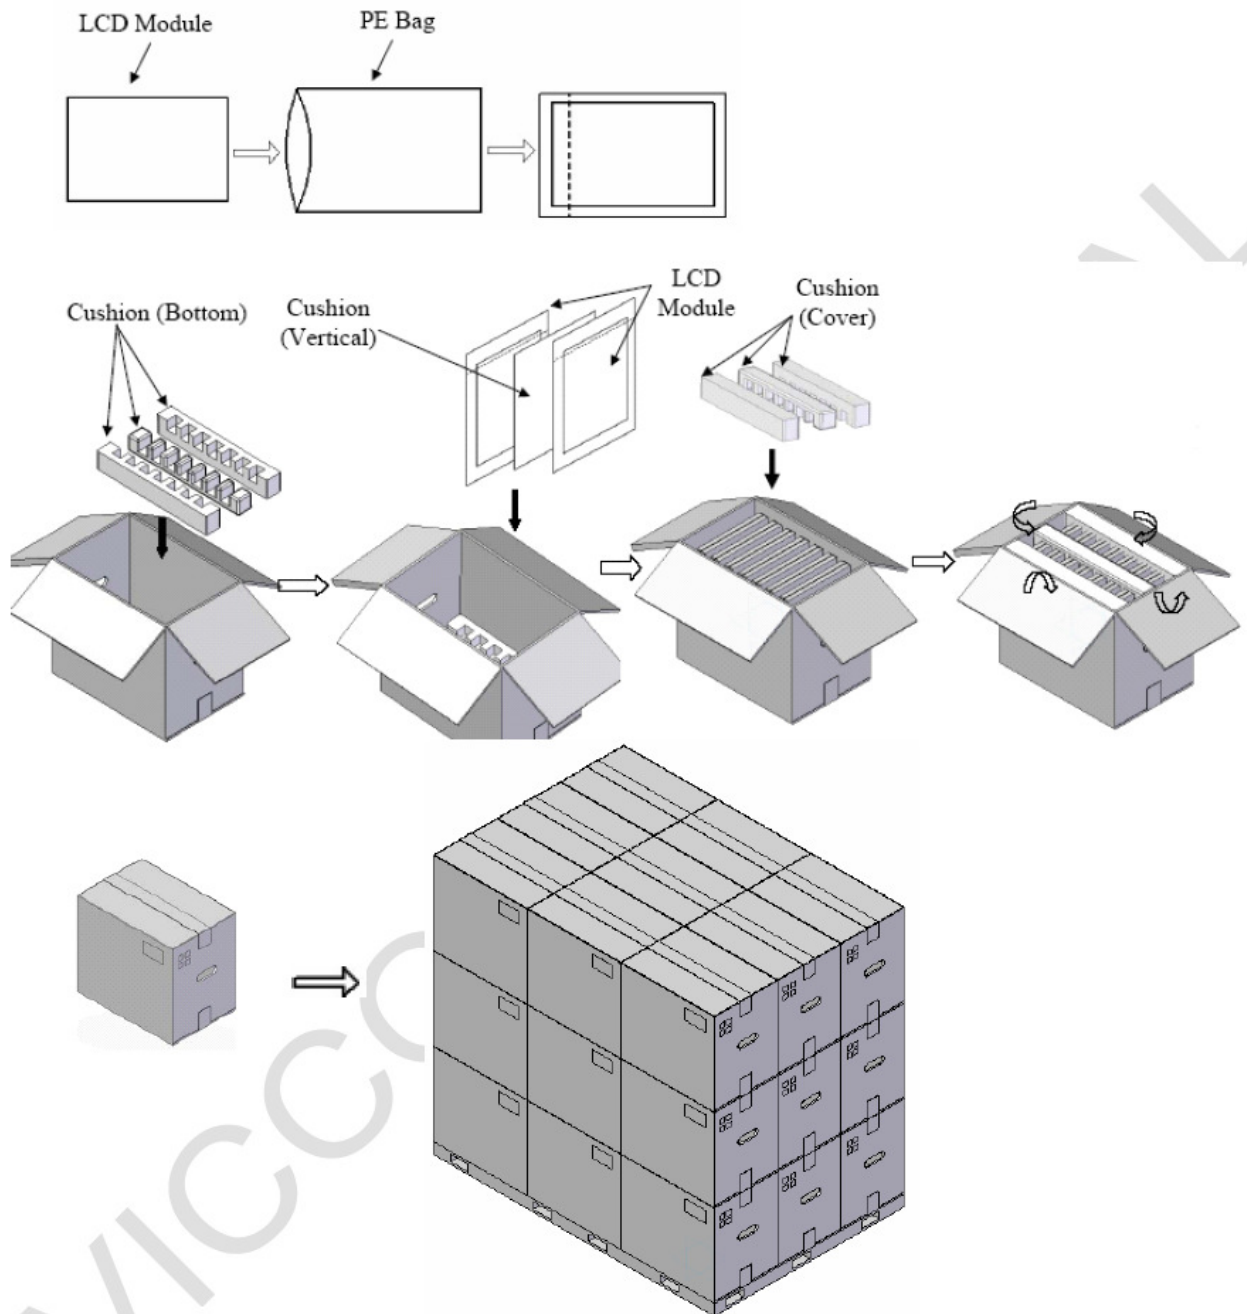 LCD Module
PE Bag
Cushion (Bottom)
Cushion
(Vertical)
LCD
Module
Cushion
(Cover)